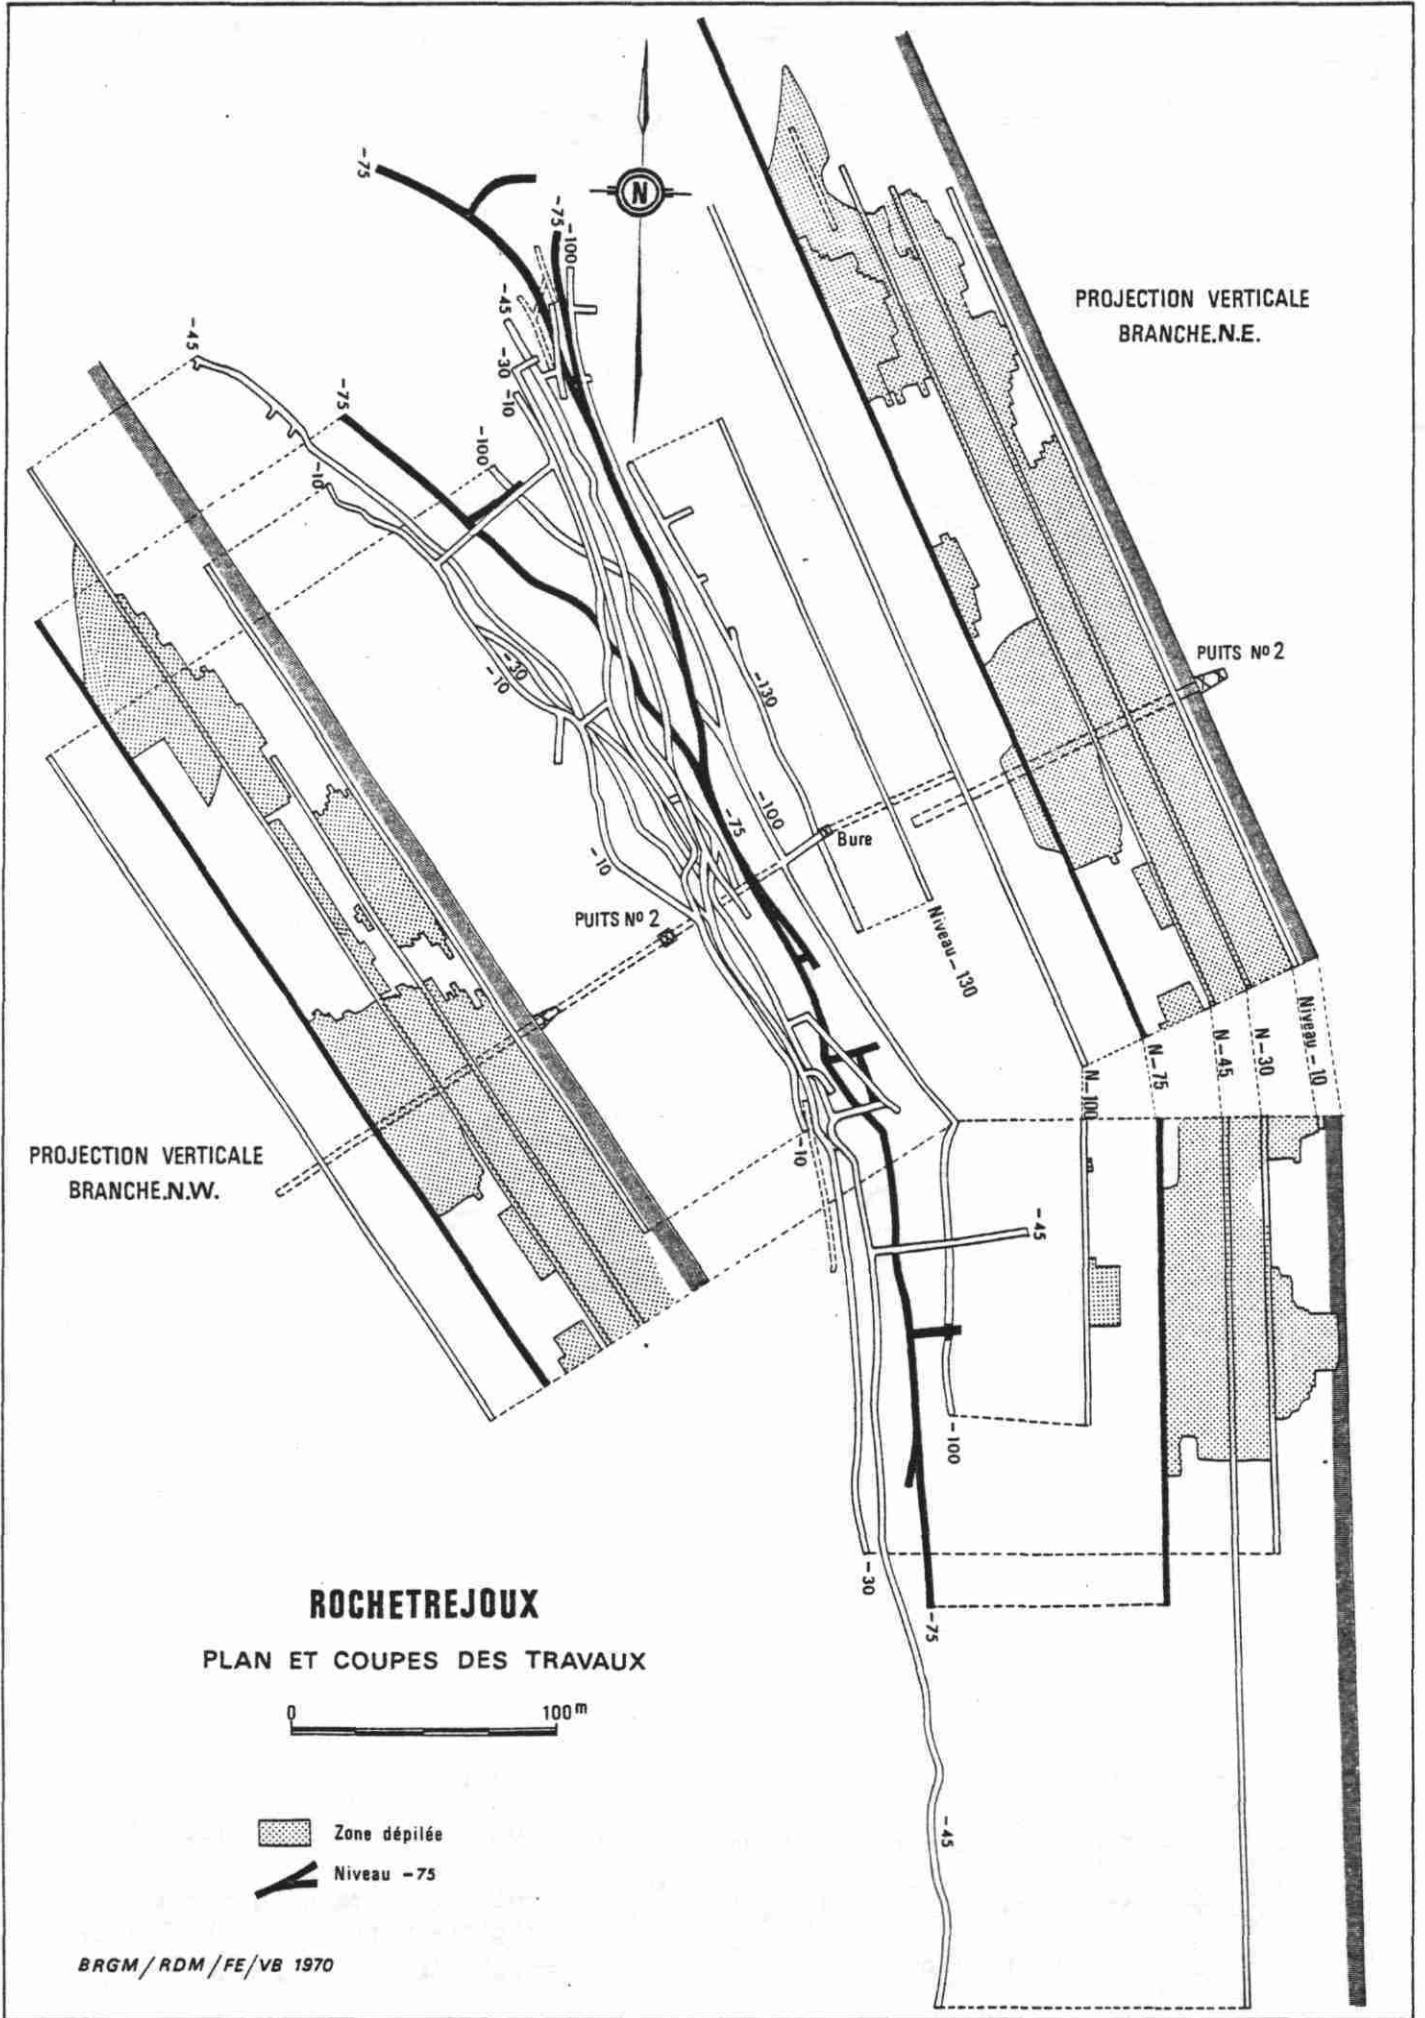 N
-75
-75
-100
-45
-30
-10
-45
-75
-100
-10
PROJECTION VERTICALE
BRANCHE.N.E.
-30
-10
-130
PUITS Nº 2
-100
-75
Bure
-10
PUITS Nº 2
Niveau-130
N-100
N-75
N-45
N-30
Niveau-10
PROJECTION VERTICALE
BRANCHE.N.W.
-10
-45
-100
-30
-75
-45
ROCHETREJOUX
PLAN ET COUPES DES TRAVAUX
0 100m
Zone dépilée
Niveau -75
BRGM/RDM/FE/VB 1970